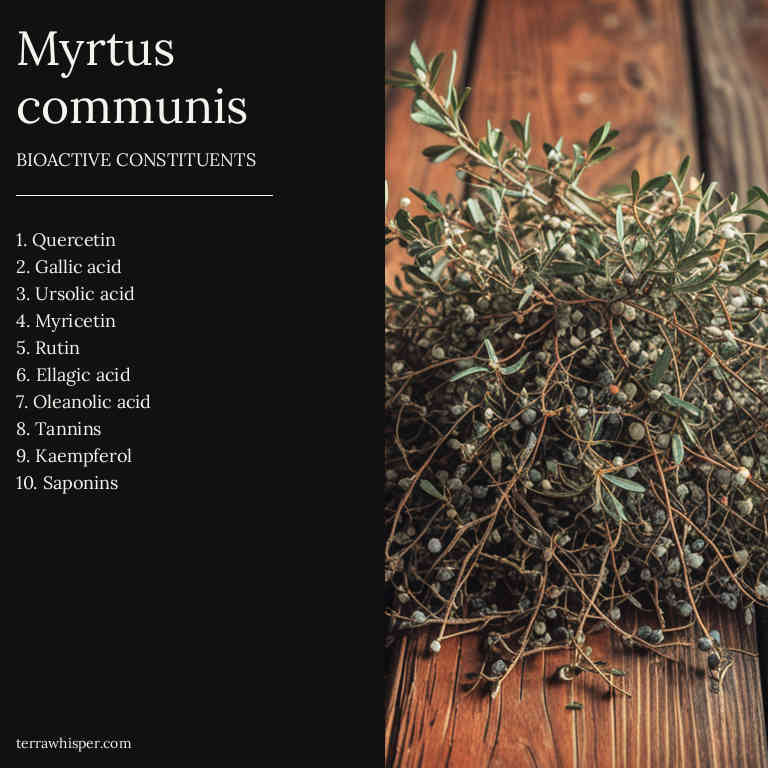 Myrtus
communis
BIOACTIVE CONSTITUENTS
1. Quercetin
2. Gallic acid
3. Ursolic acid
4. Myricetin
5. Rutin
6. Ellagic acid
7. Oleanolic acid
8. Tannins
9. Kaempferol
10. Saponins
terrawhisper.com